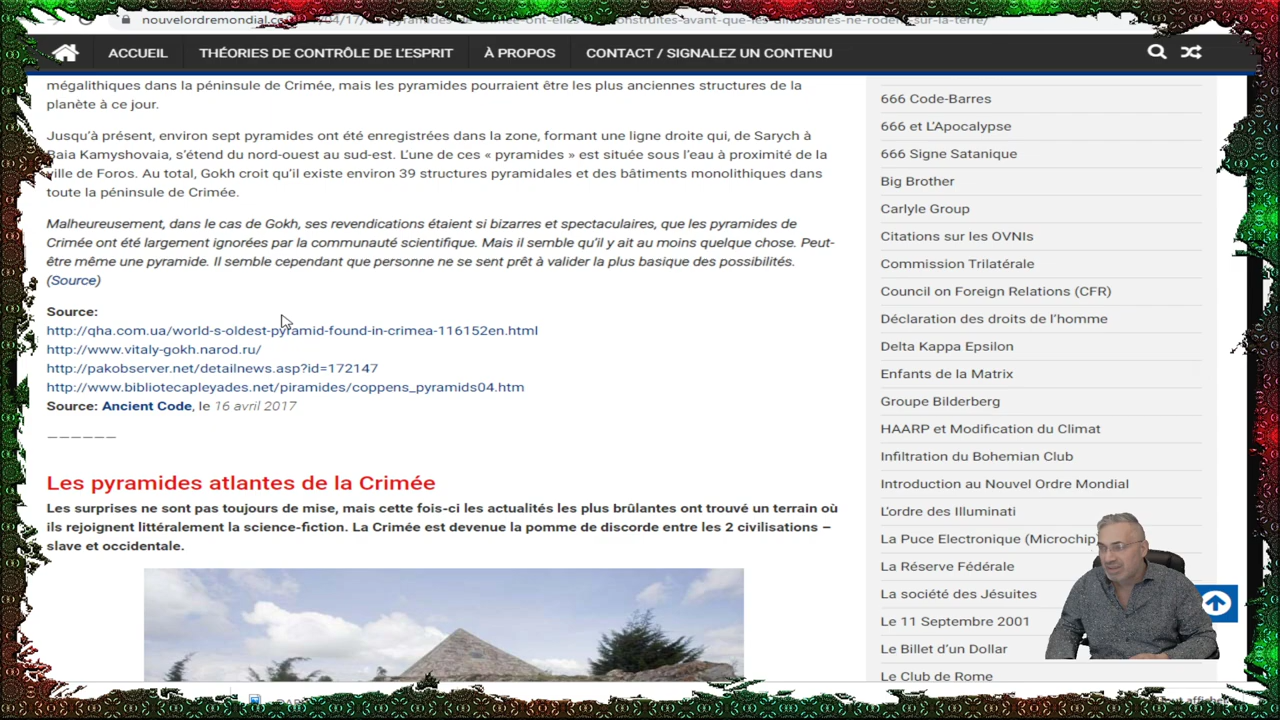 nouvelordremondial.c
ACCUEIL THÉORIES DE CONTRÔLE DE L'ESPRIT À PROPOS CONTACT / SIGNALEZ UN CONTENU
mégalithiques dans la péninsule de Crimée, mais les pyramides pourraient être les plus anciennes structures de la
planète à ce jour.
Jusqu'à présent, environ sept pyramides ont été enregistrées dans la zone, formant une ligne droite qui, de Sarych à
Raia Kamyshovaia, s'étend du nord-ouest au sud-est. L'une de ces « pyramides » est située sous l'eau à proximité de la
ville de Foros. Au total, Gokh croit qu'il existe environ 39 structures pyramidales et des bâtiments monolithiques dans
toute la péninsule de Crimée.
Malheureusement, dans le cas de Gokh, ses revendications étaient si bizarres et spectaculaires, que les pyramides de
Crimée ont été largement ignorées par la communauté scientifique. Mais il semble qu'il y ait au moins quelque chose. Peut-
être même une pyramide. Il semble cependant que personne ne se sent prêt à valider la plus basique des possibilités.
(Source)
Source:
http://qha.com.ua/world-s-oldest-pyramid-found-in-crimea-116152en.html
http://www.vitaly-gokh.narod.ru/
http://pakobserver.net/detailnews.asp?id=172147
http://www.bibliotecapleyades.net/piramides/coppens_pyramids04.htm
Source: Ancient Code, le 16 avril 2017
——————
Les pyramides atlantes de la Crimée
Les surprises ne sont pas toujours de mise, mais cette fois-ci les actualités les plus brûlantes ont trouvé un terrain où
ils rejoignent littéralement la science-fiction. La Crimée est devenue la pomme de discorde entre les 2 civilisations –
slave et occidentale.
666 Code-Barres
666 et L'Apocalypse
666 Signe Satanique
Big Brother
Carlyle Group
Citations sur les OVNIs
Commission Trilatérale
Council on Foreign Relations (CFR)
Déclaration des droits de l'homme
Delta Kappa Epsilon
Enfants de la Matrix
Groupe Bilderberg
HAARP et Modification du Climat
Infiltration du Bohemian Club
Introduction au Nouvel Ordre Mondial
L'ordre des Illuminati
La Puce Electronique (Microchip
La Réserve Fédérale
La société des Jésuites
Le 11 Septembre 2001
Le Billet d'un Dollar
Le Club de Rome